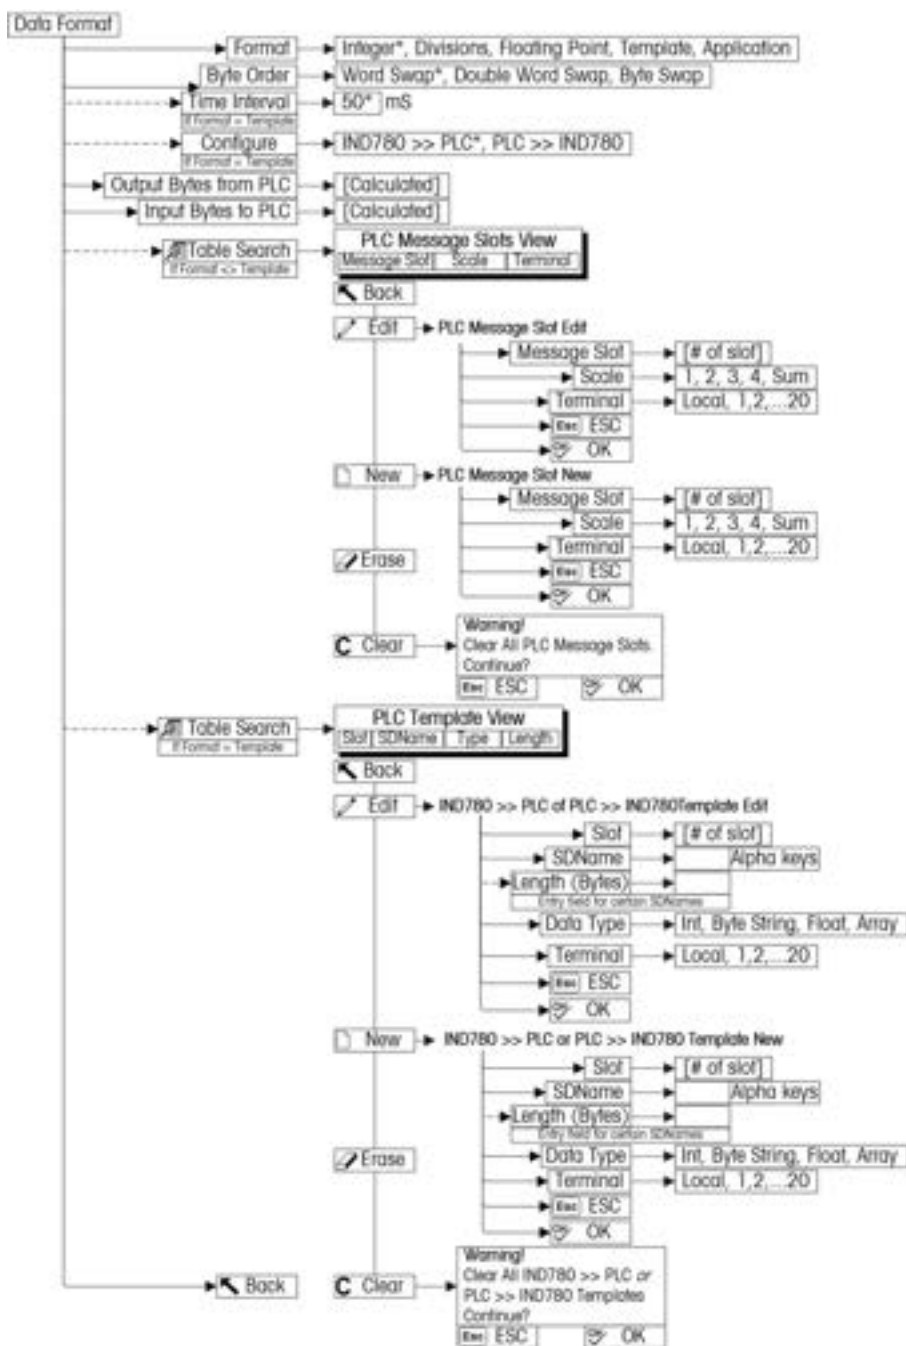 Data Format
Format Integer*, Divisions, Floating Point, Template, Application
Byte Order Word Swap*, Double Word Swap, Byte Swap
Time Interval 50* mS
If Format = Template
Configure IND780 >> PLC*, PLC >> IND780
If Format = Template
Output Bytes from PLC [Calculated]
Input Bytes to PLC [Calculated]
Table Search PLC Message Slots View
If Format <> Template Message Slot Scale Terminal
Back
Edit PLC Message Slot Edit
Message Slot [# of slot]
Scale 1, 2, 3, 4, Sum
Terminal Local, 1,2,...20
Esc ESC
OK
New PLC Message Slot New
Message Slot [# of slot]
Scale 1, 2, 3, 4, Sum
Erase Terminal Local, 1,2,...20
Esc ESC
OK
Warning!
C Clear Clear All PLC Message Slots.
Continue?
Esc ESC OK
Table Search PLC Template View
If Format = Template Slot SDName Type Length
Back
Edit IND780 >> PLC of PLC >> IND780Template Edit
Slot [# of slot]
SDName Alpha keys
Length (Bytes)
Entry field for certain SDNames
Data Type Int, Byte String, Float, Array
Terminal Local, 1,2,...20
Esc ESC
OK
New IND780 >> PLC or PLC >> IND780 Template New
Slot [# of slot]
SDName Alpha keys
Length (Bytes)
Entry field for certain SDNames
Erase Data Type Int, Byte String, Float, Array
Terminal Local, 1,2,...20
Esc ESC
OK
Warning!
Back C Clear Clear All IND780 >> PLC or
PLC >> IND780 Templates
Continue?
Esc ESC OK